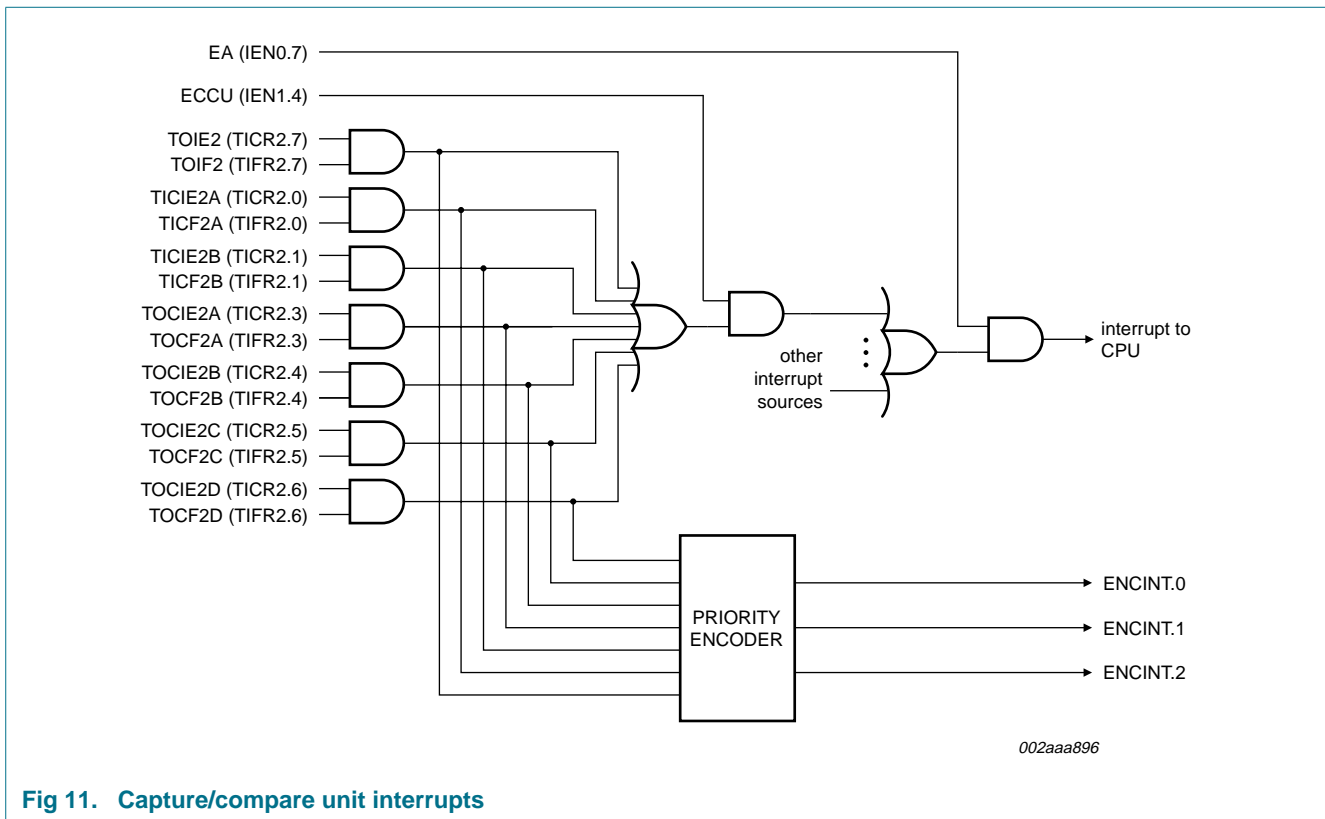 EA (IEN0.7)
ECCU (IEN1.4)
TOIE2 (TICR2.7)
TOIF2 (TIFR2.7)
TICIE2A (TICR2.0)
TICF2A (TIFR2.0)
TICIE2B (TICR2.1)
TICF2B (TIFR2.1)
TOCIE2A (TICR2.3)
TOCF2A (TIFR2.3)
TOCIE2B (TICR2.4)
TOCF2B (TIFR2.4)
TOCIE2C (TICR2.5)
TOCF2C (TIFR2.5)
TOCIE2D (TICR2.6)
TOCF2D (TIFR2.6)
other
interrupt
sources
interrupt to
CPU
PRIORITY
ENCODER
ENCINT.0
ENCINT.1
ENCINT.2
002aaa896
Fig 11. Capture/compare unit interrupts